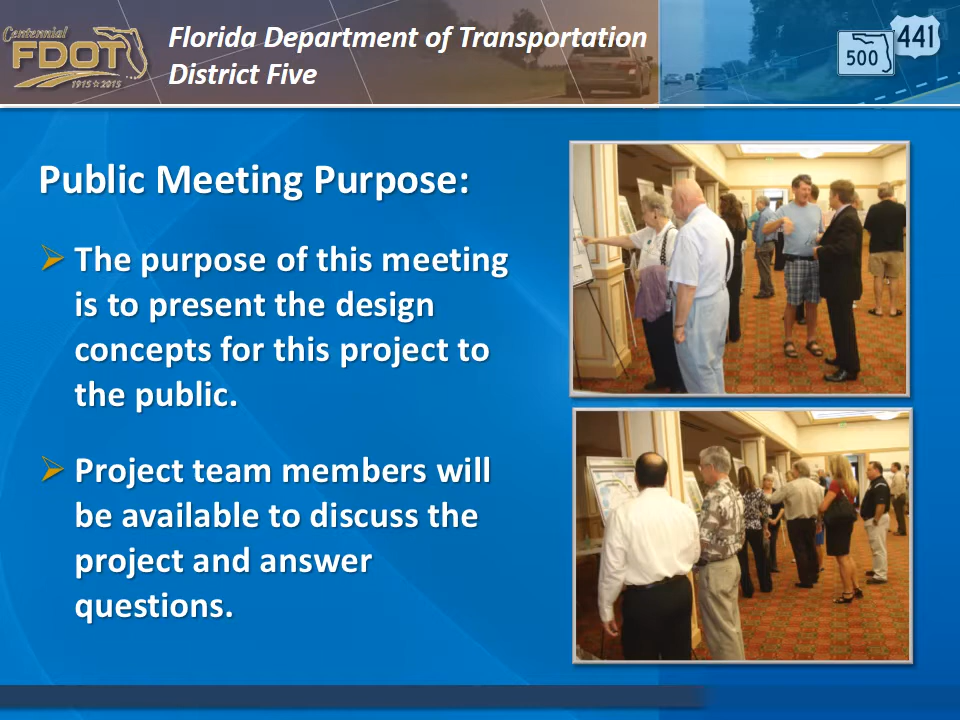 Centennial
FDOT
1915 ★ 2015
Florida Department of Transportation
District Five
500
441
Public Meeting Purpose:
➢ The purpose of this meeting
is to present the design
concepts for this project to
the public.
➢ Project team members will
be available to discuss the
project and answer
questions.